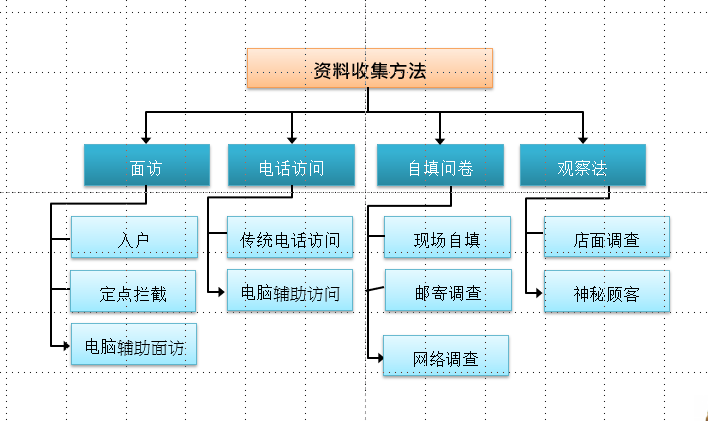 资料收集方法
面访
电话访问
自填问卷
观察法
入户
传统电话访问
现场自填
店面调查
定点拦截
电脑辅助访问
邮寄调查
神秘顾客
电脑辅助面访
网络调查